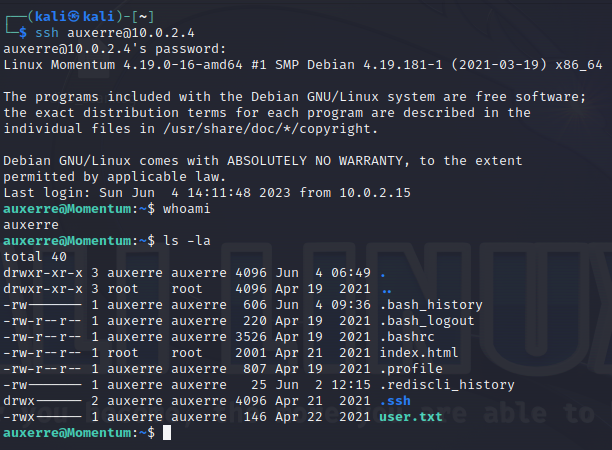 ┌──(kali㉿kali)-[~]
└─$ ssh auxerre@10.0.2.4
auxerre@10.0.2.4's password:
Linux Momentum 4.19.0-16-amd64 #1 SMP Debian 4.19.181-1 (2021-03-19) x86_64
The programs included with the Debian GNU/Linux system are free software;
the exact distribution terms for each program are described in the
individual files in /usr/share/doc/*/copyright.
Debian GNU/Linux comes with ABSOLUTELY NO WARRANTY, to the extent
permitted by applicable law.
Last login: Sun Jun  4 14:11:48 2023 from 10.0.2.15
auxerre@Momentum:~$ whoami
auxerre
auxerre@Momentum:~$ ls -la
total 40
drwxr-xr-x 3 auxerre auxerre 4096 Jun  4 06:49 .
drwxr-xr-x 3 root    root    4096 Apr 19  2021 ..
-rw------- 1 auxerre auxerre  606 Jun  4 09:36 .bash_history
-rw-r--r-- 1 auxerre auxerre  220 Apr 19  2021 .bash_logout
-rw-r--r-- 1 auxerre auxerre 3526 Apr 19  2021 .bashrc
-rw-r--r-- 1 root    root    2001 Apr 21  2021 index.html
-rw-r--r-- 1 auxerre auxerre  807 Apr 19  2021 .profile
-rw------- 1 auxerre auxerre   25 Jun  2 12:15 .rediscli_history
drwx------ 2 auxerre auxerre 4096 Apr 21  2021 .ssh
-rwx------ 1 auxerre auxerre  146 Apr 22  2021 user.txt
auxerre@Momentum:~$